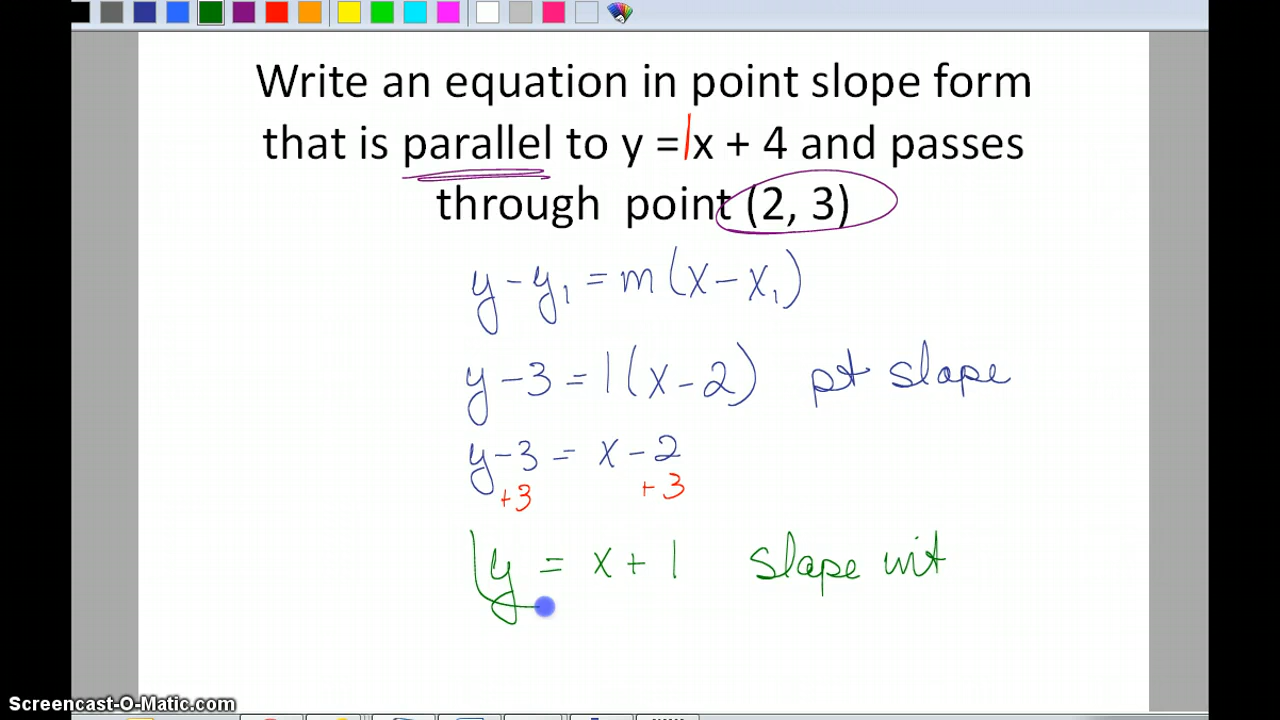 Write an equation in point slope form
that is parallel to y = 1x + 4 and passes
through point (2, 3)
y - y₁ = m(x - x₁)
y - 3 = 1(x - 2) pt slope
y - 3 = x - 2
+3 +3
y = x + 1 slope int
Screencast-O-Matic.com